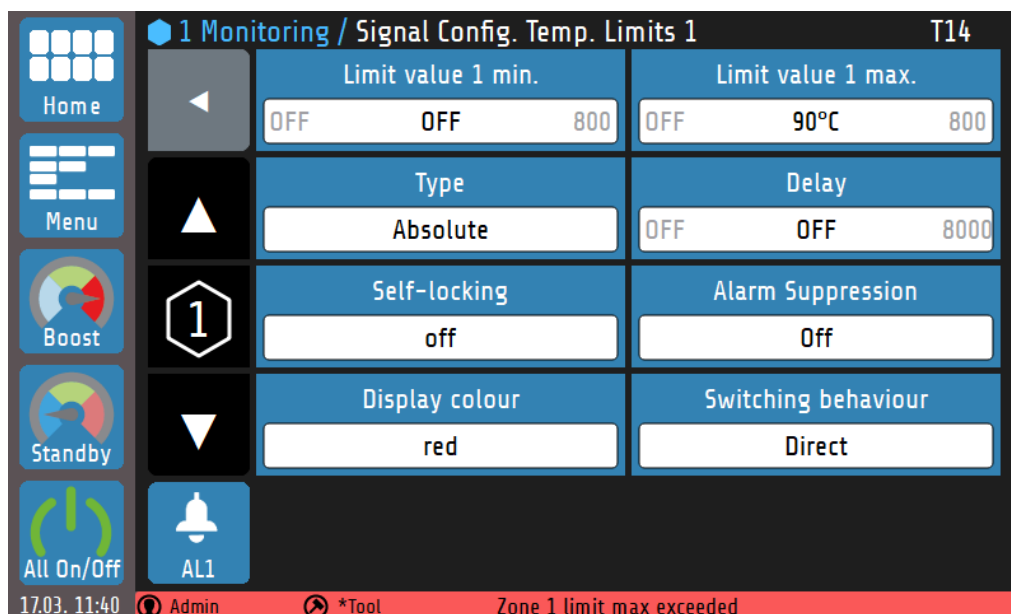 1 Monitoring / Signal Config. Temp. Limits 1 T14
Home
Limit value 1 min. Limit value 1 max.
OFF OFF 800 OFF 90°C 800
Menu
Type Delay
Absolute OFF OFF 8000
Boost
1
Self-locking Alarm Suppression
off Off
Standby
Display colour Switching behaviour
red Direct
All On/Off
AL1
17.03. 11:40 Admin *Tool Zone 1 limit max exceeded